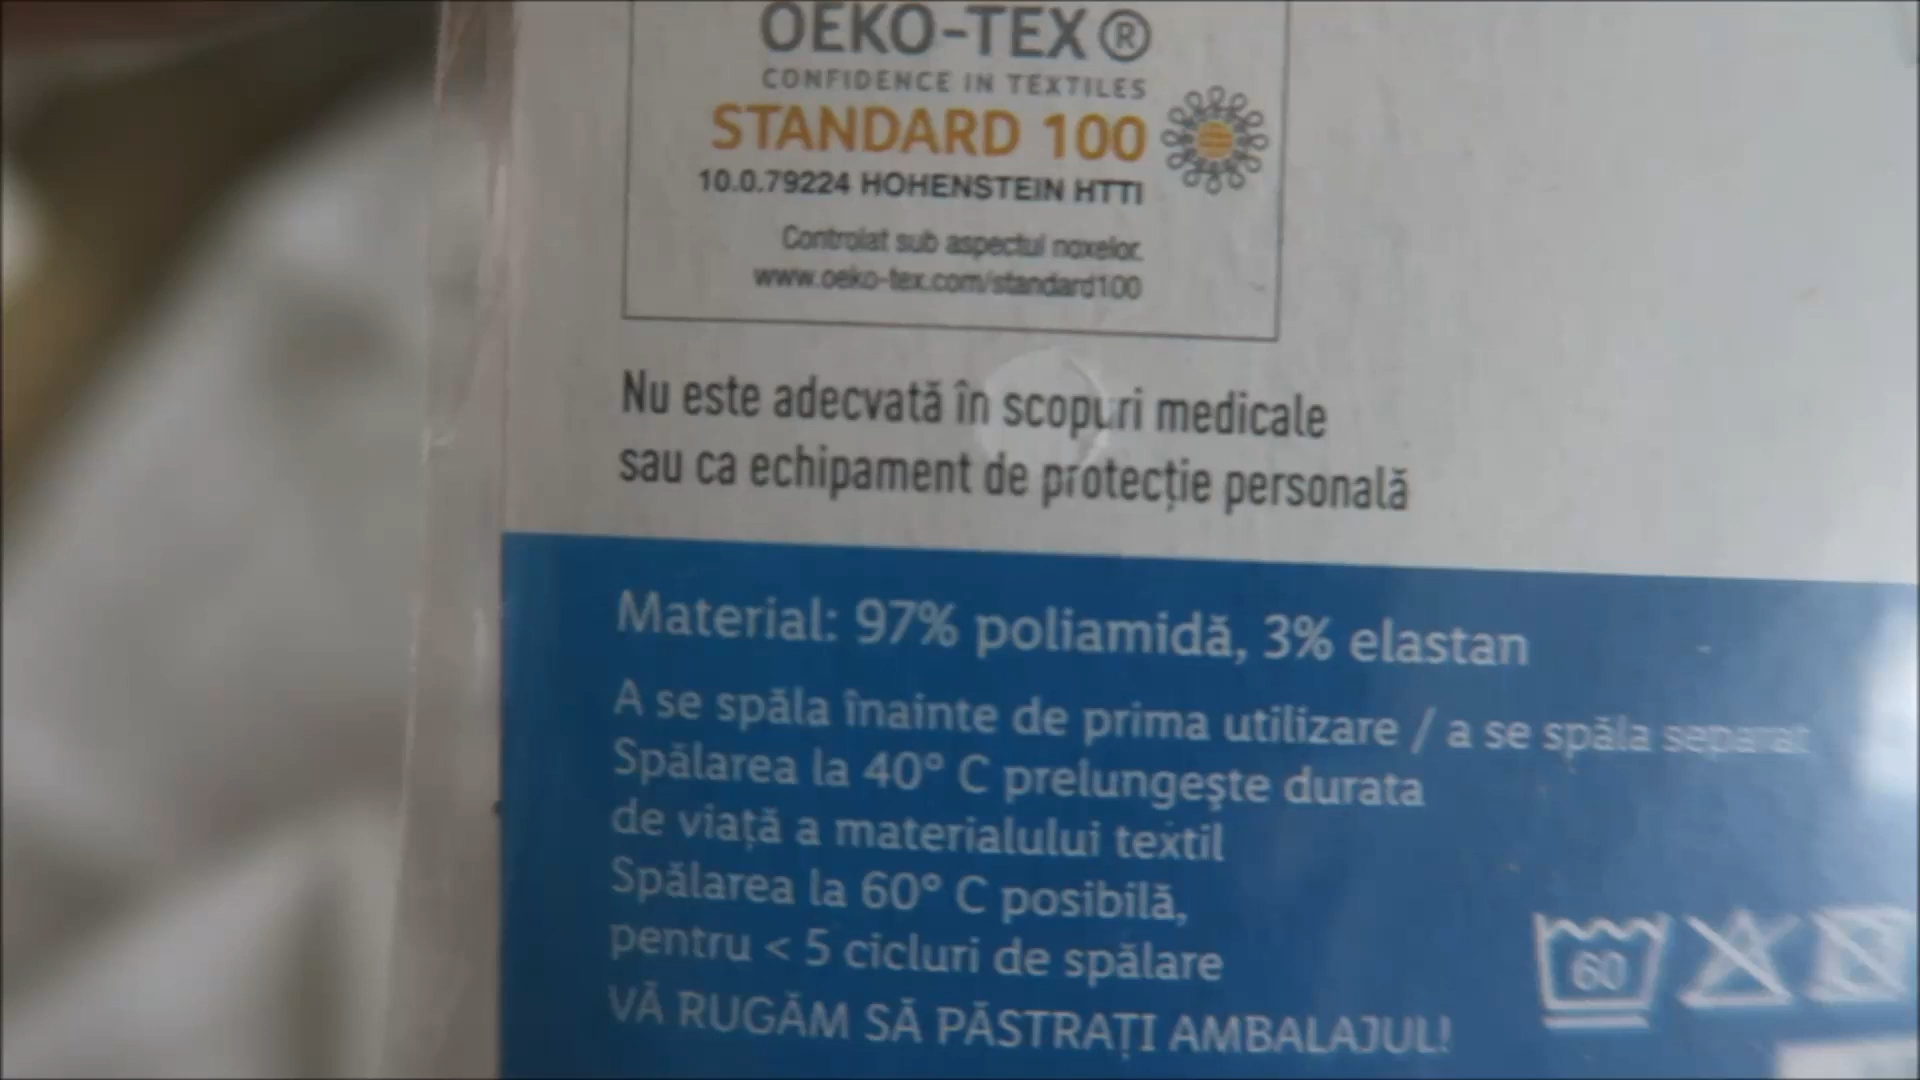 OEKO-TEX®
CONFIDENCE IN TEXTILES
STANDARD 100
10.0.79224 HOHENSTEIN HTTI
Controlat sub aspectul noxelor.
www.oeko-tex.com/standard100
Nu este adecvată în scopuri medicale
sau ca echipament de protecție personală
Material: 97% poliamidă, 3% elastan
A se spăla înainte de prima utilizare / a se spăla separat
Spălarea la 40° C prelungește durata
de viață a materialului textil
Spălarea la 60° C posibilă,
pentru < 5 cicluri de spălare
60
VĂ RUGĂM SĂ PĂSTRAȚI AMBALAJUL!